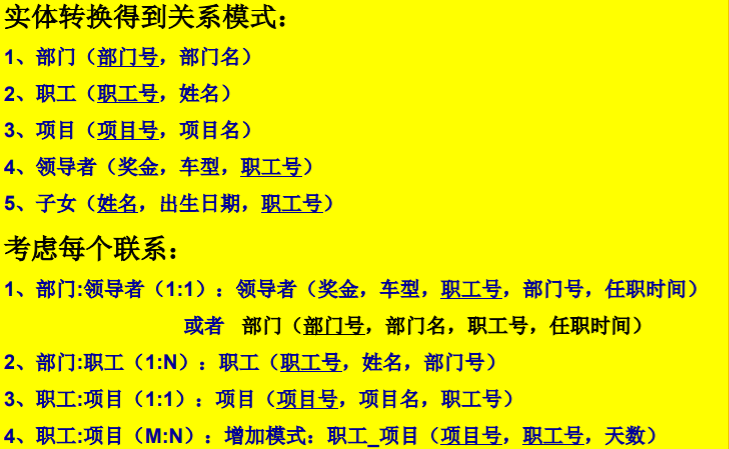 实体转换得到关系模式：
1、部门（部门号，部门名）
2、职工（职工号，姓名）
3、项目（项目号，项目名）
4、领导者（奖金，车型，职工号）
5、子女（姓名，出生日期，职工号）
考虑每个联系：
1、部门:领导者（1:1）: 领导者（奖金，车型，职工号，部门号，任职时间）
或者 部门（部门号，部门名，职工号，任职时间）
2、部门:职工（1:N）: 职工（职工号，姓名，部门号）
3、职工:项目（1:1）: 项目（项目号，项目名，职工号）
4、职工:项目（M:N）: 增加模式：职工_项目（项目号，职工号，天数）